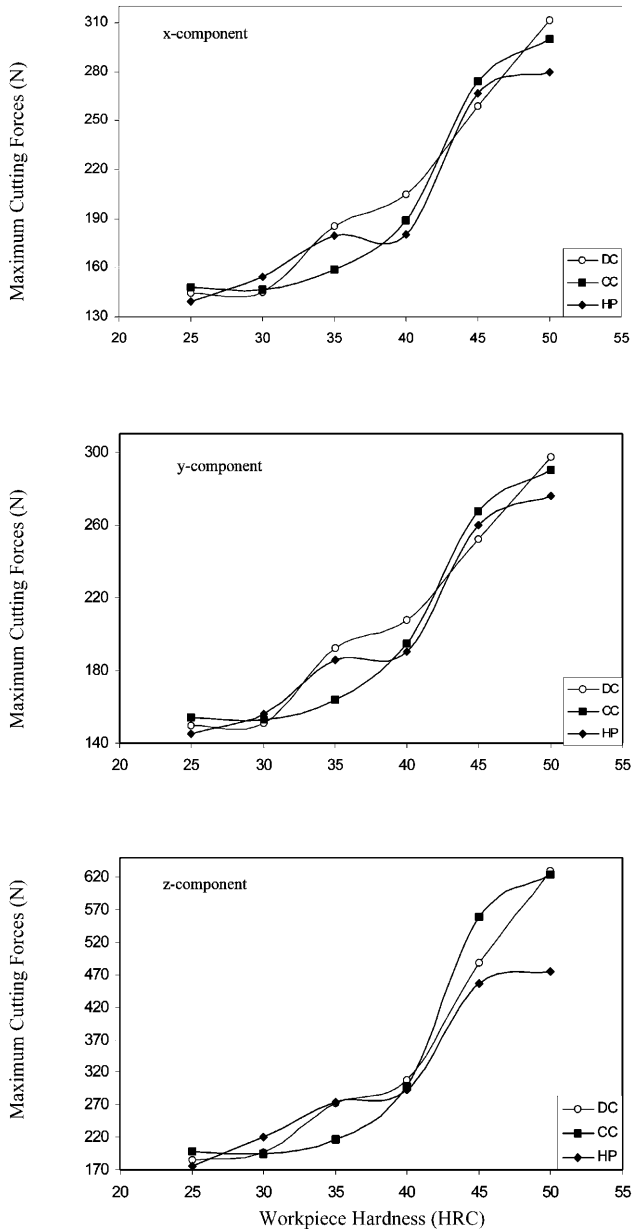 x-component
Maximum Cutting Forces (N)
310
280
250
220
190
160
130
20 25 30 35 40 45 50 55
DC
CC
HP
y-component
Maximum Cutting Forces (N)
300
260
220
180
140
20 25 30 35 40 45 50 55
DC
CC
HP
z-component
Maximum Cutting Forces (N)
620
570
520
470
420
370
320
270
220
170
20 25 30 35 40 45 50 55
DC
CC
HP
Workpiece Hardness (HRC)